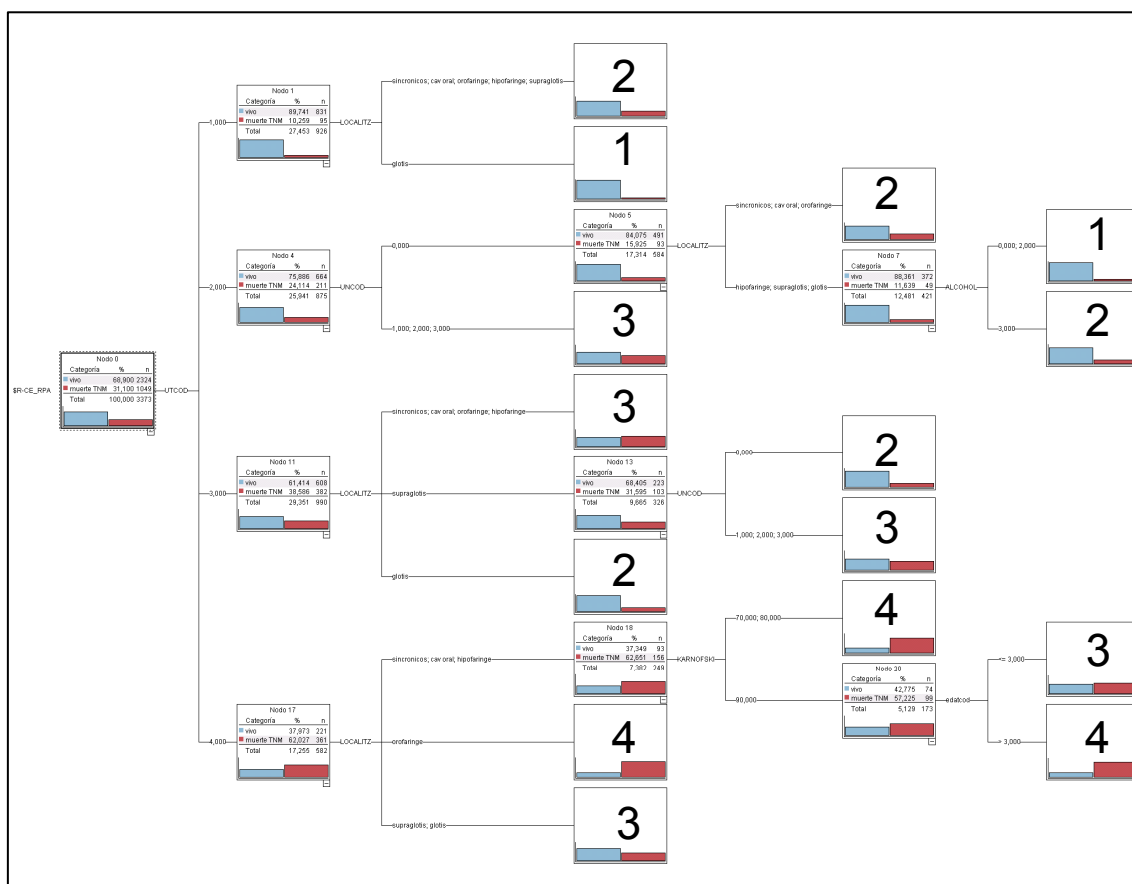 $R-CE_RPA
Nodo 0
Categoría % n
vivo 68,900 2324
muerte TNM 31,100 1049
Total 100,000 3373
UTCOD
1,000
Nodo 1
Categoría % n
vivo 89,741 831
muerte TNM 10,259 95
Total 27,453 926
LOCALITZ
sincronicos; cav oral; orofaringe; hipofaringe; supraglotis
2
glotis
1
2,000
Nodo 4
Categoría % n
vivo 75,886 664
muerte TNM 24,114 211
Total 25,941 875
UNCOD
0,000
Nodo 5
Categoría % n
vivo 84,075 491
muerte TNM 15,925 93
Total 17,314 584
LOCALITZ
sincronicos; cav oral; orofaringe
2
hipofaringe; supraglotis; glotis
Nodo 7
Categoría % n
vivo 88,361 372
muerte TNM 11,639 49
Total 12,481 421
ALCOHOL
0,000; 2,000
1
3,000
2
1,000; 2,000; 3,000
3
3,000
Nodo 11
Categoría % n
vivo 61,414 608
muerte TNM 38,586 382
Total 29,351 990
LOCALITZ
sincronicos; cav oral; orofaringe; hipofaringe
3
supraglotis
Nodo 13
Categoría % n
vivo 68,405 223
muerte TNM 31,595 103
Total 9,665 326
UNCOD
0,000
2
1,000; 2,000; 3,000
3
glotis
2
4,000
Nodo 17
Categoría % n
vivo 37,973 221
muerte TNM 62,027 361
Total 17,255 582
LOCALITZ
sincronicos; cav oral; hipofaringe
Nodo 18
Categoría % n
vivo 37,349 93
muerte TNM 62,651 156
Total 7,382 249
KARNOFSKI
70,000; 80,000
4
90,000
Nodo 20
Categoría % n
vivo 42,775 74
muerte TNM 57,225 99
Total 5,129 173
edatcod
<= 3,000
3
> 3,000
4
orofaringe
4
supraglotis; glotis
3